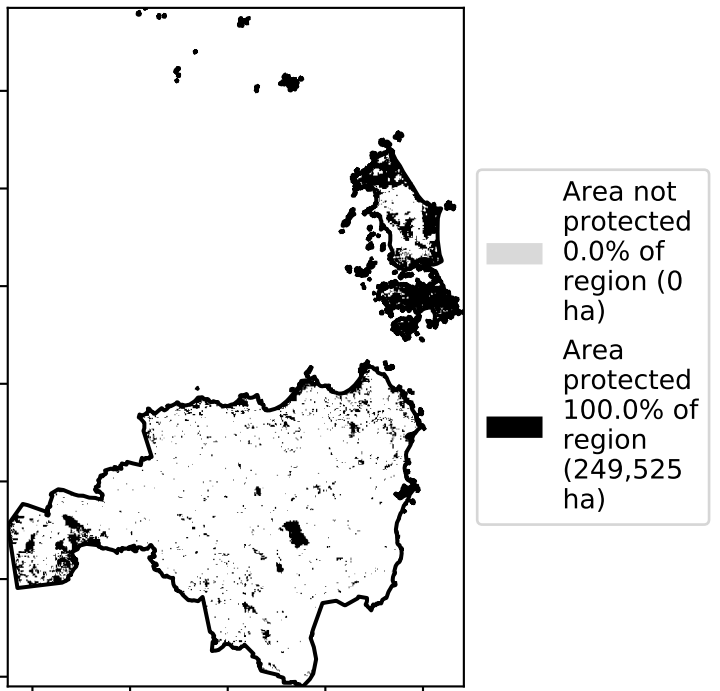 Area not
protected
0.0% of
region (0
ha)
Area
protected
100.0% of
region
(249,525
ha)